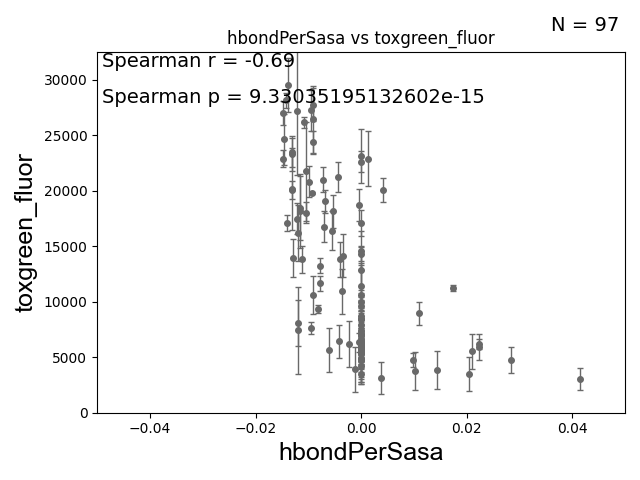 N = 97
hbondPerSasa vs toxgreen_fluor
Spearman r = -0.69
Spearman p = 9.33035195132602e-15
30000
25000
20000
15000
10000
5000
0
toxgreen_fluor
−0.04
−0.02
0.00
0.02
0.04
hbondPerSasa